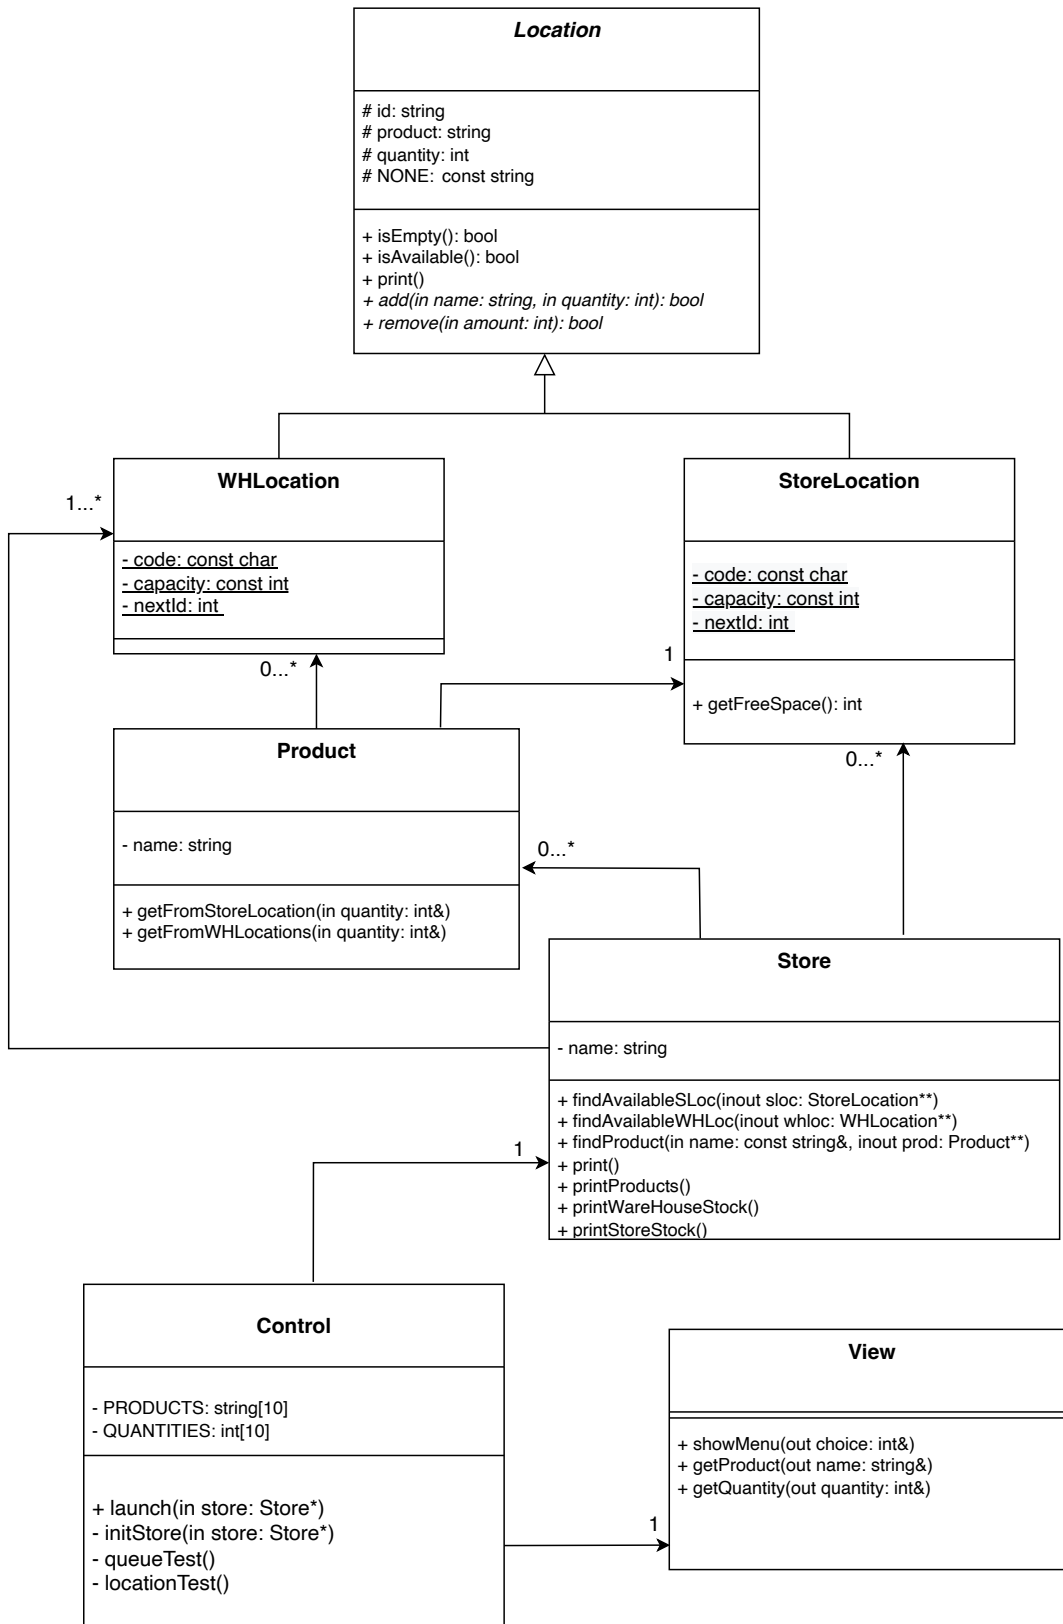 Location
# id: string
# product: string
# quantity: int
# NONE: const string
+ isEmpty(): bool
+ isAvailable(): bool
+ print()
+ add(in name: string, in quantity: int): bool
+ remove(in amount: int): bool
WHLocation
- code: const char
- capacity: const int
- nextId: int
StoreLocation
- code: const char
- capacity: const int
- nextId: int
+ getFreeSpace(): int
1...*
0...*
1
0...*
Product
- name: string
+ getFromStoreLocation(in quantity: int&)
+ getFromWHLocations(in quantity: int&)
0...*
Store
- name: string
+ findAvailableSLoc(inout sloc: StoreLocation**)
+ findAvailableWHLoc(inout whloc: WHLocation**)
+ findProduct(in name: const string&, inout prod: Product**)
+ print()
+ printProducts()
+ printWareHouseStock()
+ printStoreStock()
1
Control
- PRODUCTS: string[10]
- QUANTITIES: int[10]
+ launch(in store: Store*)
- initStore(in store: Store*)
- queueTest()
- locationTest()
1
View
+ showMenu(out choice: int&)
+ getProduct(out name: string&)
+ getQuantity(out quantity: int&)